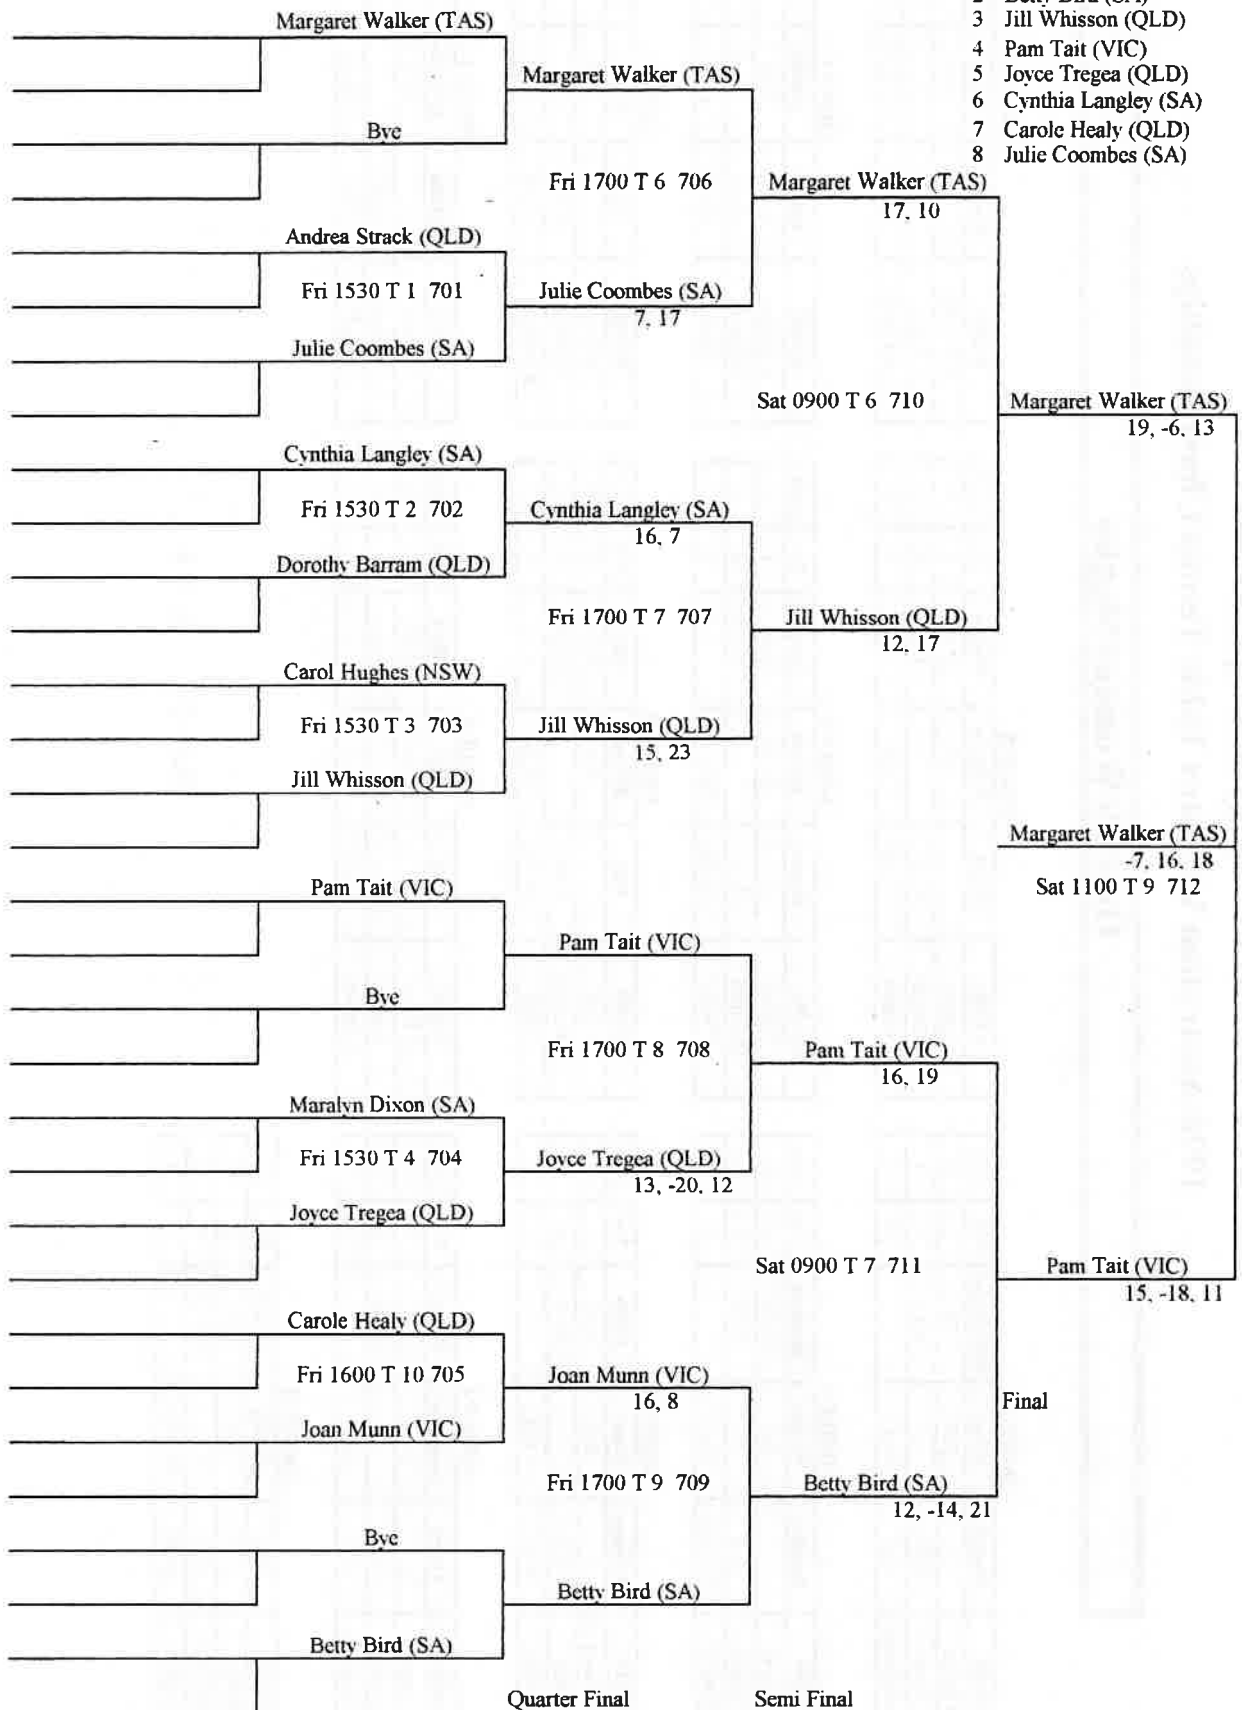 Margaret Walker (TAS)
2 Betty Bird (SA)
3 Jill Whisson (QLD)
4 Pam Tait (VIC)
5 Joyce Tregea (QLD)
6 Cynthia Langley (SA)
7 Carole Healy (QLD)
8 Julie Coombes (SA)
Margaret Walker (TAS)
Bye
Fri 1700 T 6 706
Margaret Walker (TAS)
17, 10
Andrea Strack (QLD)
Fri 1530 T 1 701
Julie Coombes (SA)
7, 17
Julie Coombes (SA)
Sat 0900 T 6 710
Margaret Walker (TAS)
19, -6, 13
Cynthia Langley (SA)
Fri 1530 T 2 702
Cynthia Langley (SA)
16, 7
Dorothy Barram (QLD)
Fri 1700 T 7 707
Jill Whisson (QLD)
12, 17
Carol Hughes (NSW)
Fri 1530 T 3 703
Jill Whisson (QLD)
15, 23
Jill Whisson (QLD)
Margaret Walker (TAS)
-7, 16, 18
Sat 1100 T 9 712
Pam Tait (VIC)
Pam Tait (VIC)
Bye
Fri 1700 T 8 708
Pam Tait (VIC)
16, 19
Maralyn Dixon (SA)
Fri 1530 T 4 704
Joyce Tregea (QLD)
13, -20, 12
Joyce Tregea (QLD)
Sat 0900 T 7 711
Pam Tait (VIC)
15, -18, 11
Carole Healy (QLD)
Fri 1600 T 10 705
Joan Munn (VIC)
16, 8
Final
Joan Munn (VIC)
Fri 1700 T 9 709
Betty Bird (SA)
12, -14, 21
Bye
Betty Bird (SA)
Betty Bird (SA)
Quarter Final
Semi Final